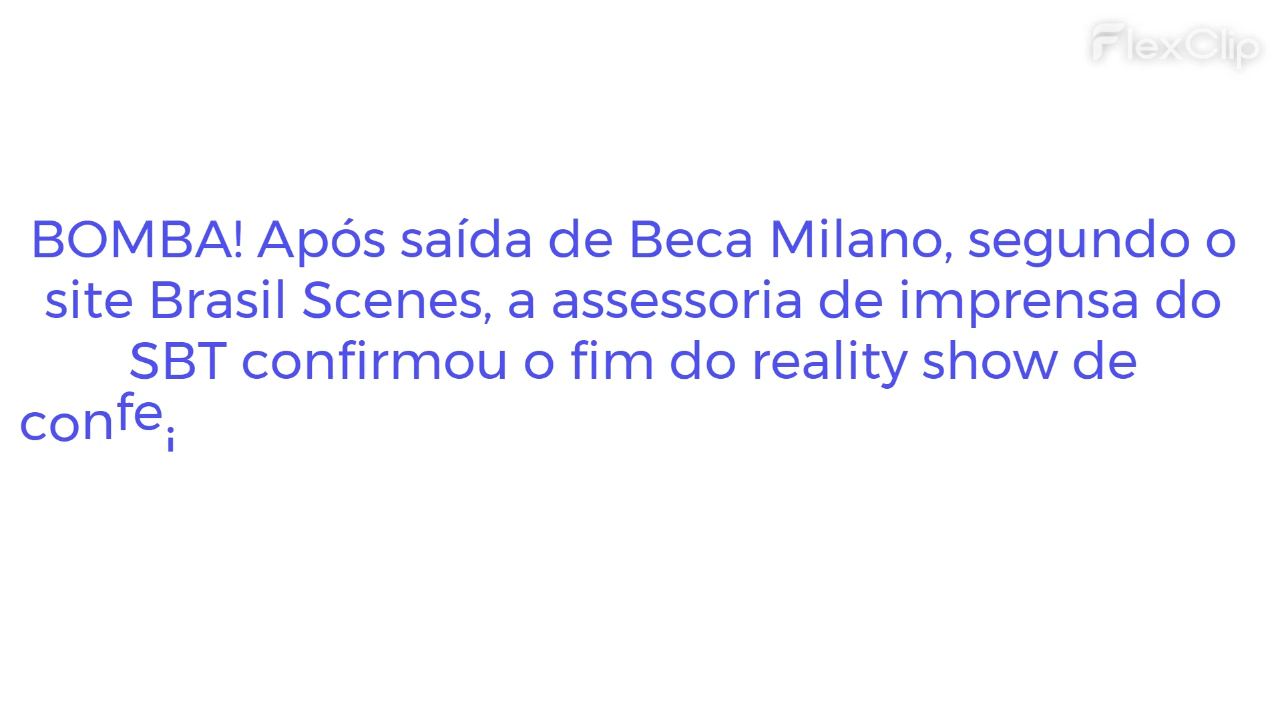 FlexClip
BOMBA! Após saída de Beca Milano, segundo o
site Brasil Scenes, a assessoria de imprensa do
SBT confirmou o fim do reality show de
confei